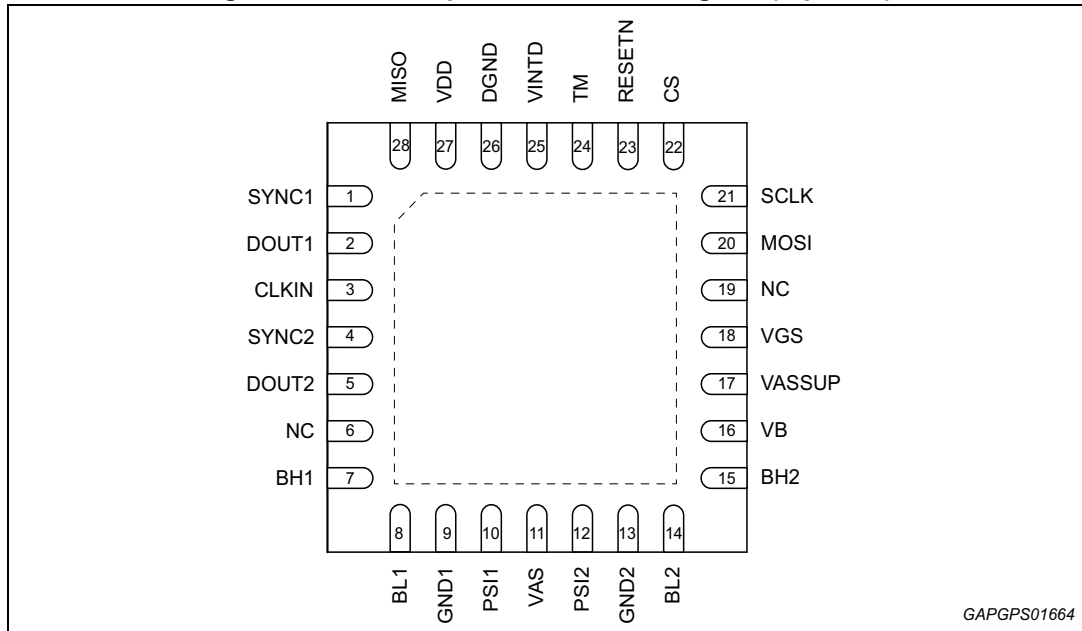 MISO
VDD
DGND
VINTD
TM
RESETN
CS
28
27
26
25
24
23
22
SYNC1 1
21 SCLK
DOUT1 2
20 MOSI
CLKIN 3
19 NC
SYNC2 4
18 VGS
DOUT2 5
17 VASSUP
NC 6
16 VB
BH1 7
15 BH2
8
9
10
11
12
13
14
BL1
GND1
PSI1
VAS
PSI2
GND2
BL2
GAPGPS01664